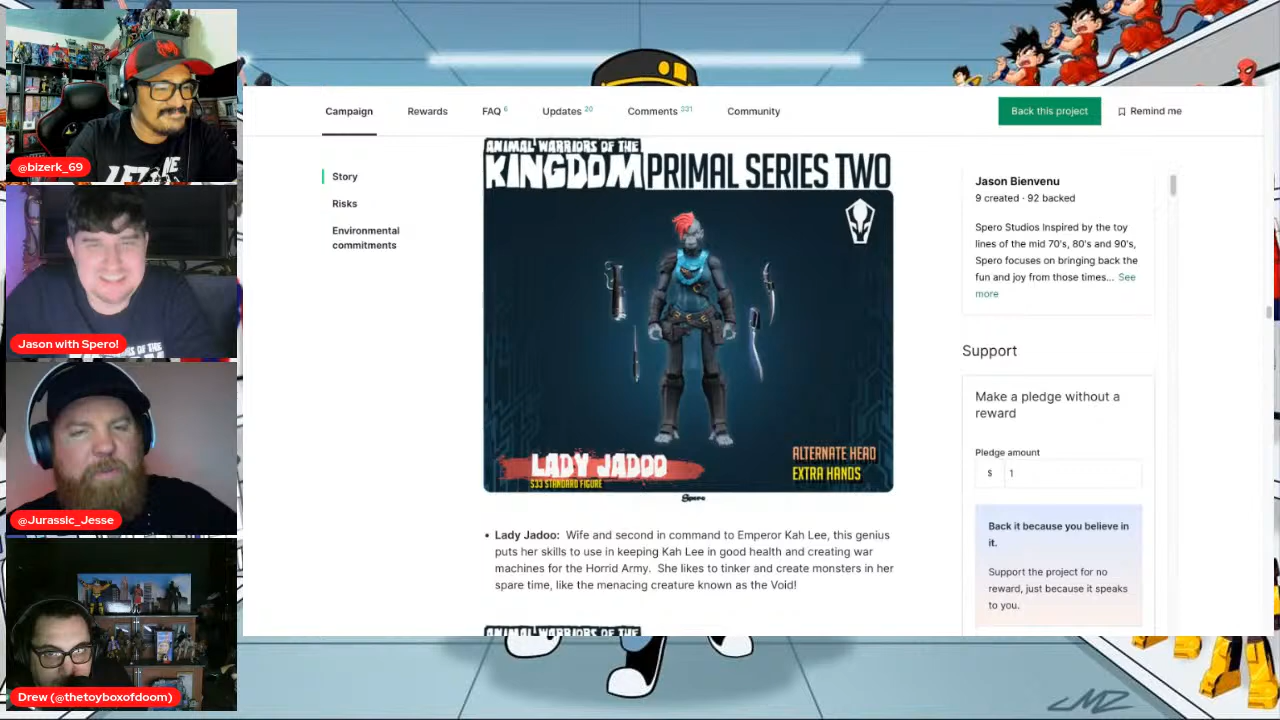 @bizerk_69
Jason with Spero!
@JurassIc_Jesse
Drew (@thetoyboxofdoom)
Campaign
Rewards
FAQ 6
Updates 20
Comments 331
Community
Back this project
Remind me
Story
Risks
Environmental
commitments
ANIMAL WARRIORS OF THE
KINGDOM PRIMAL SERIES TWO
LADY JADOO
$33 STANDARD FIGURE
ALTERNATE HEAD
EXTRA HANDS
Spero
• Lady Jadoo: Wife and second in command to Emperor Kah Lee, this genius
puts her skills to use in keeping Kah Lee in good health and creating war
machines for the Horrid Army. She likes to tinker and create monsters in her
spare time, like the menacing creature known as the Void!
ANIMAL WARRIORS OF THE
Jason Bienvenu
9 created · 92 backed
Spero Studios Inspired by the toy
lines of the mid 70's, 80's and 90's,
Spero focuses on bringing back the
fun and joy from those times... See
more
Support
Make a pledge without a
reward
Pledge amount
$ 1
Back it because you believe in
it.
Support the project for no
reward, just because it speaks
to you.